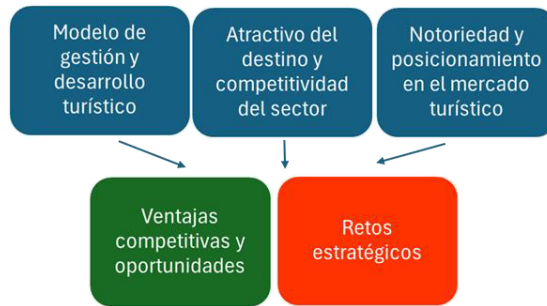 Modelo de
gestión y
desarrollo
turístico
Atractivo del
destino y
competitividad
del sector
Notoriedad y
posicionamiento
en el mercado
turístico
Ventajas
competitivas y
oportunidades
Retos
estratégicos